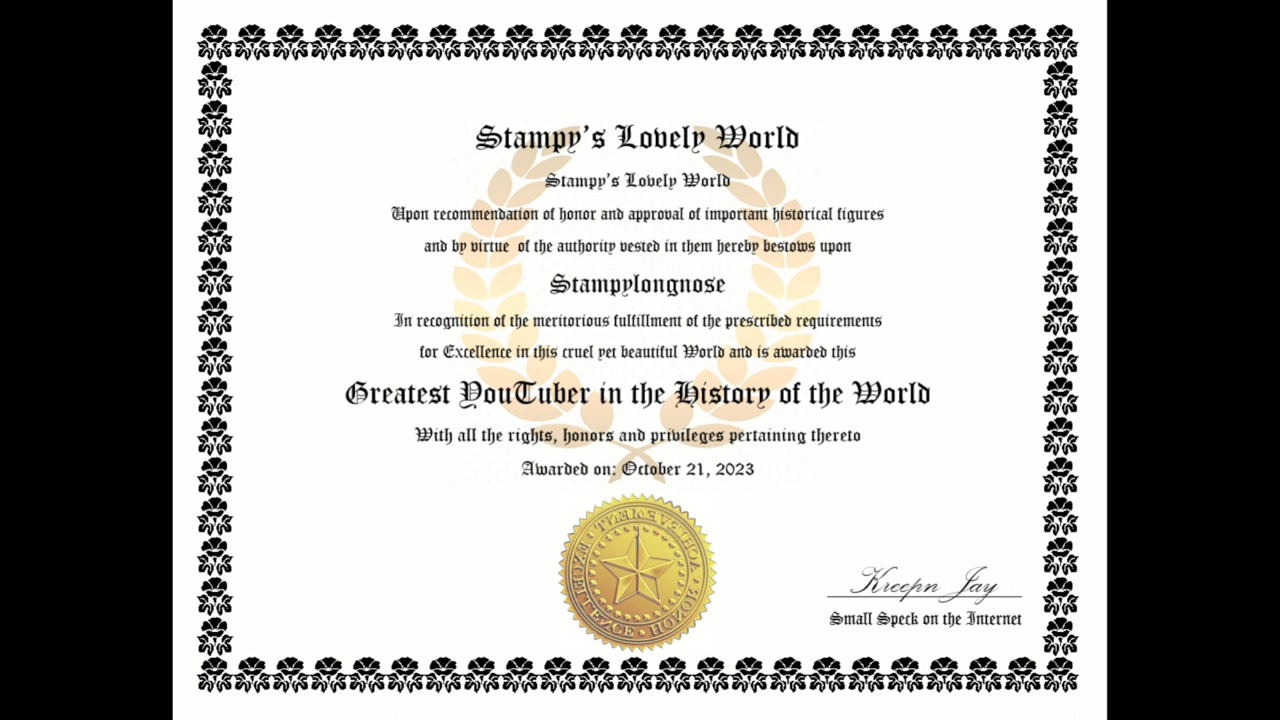 Stampy's Lovely World
Stampy's Lovely World
Upon recommendation of honor and approval of important historical figures
and by virtue of the authority vested in them hereby bestows upon
Stampylongnose
In recognition of the meritorious fulfillment of the prescribed requirements
for Excellence in this cruel yet beautiful World and is awarded this
Greatest YouTuber in the History of the World
With all the rights, honors and privileges pertaining thereto
Awarded on: October 21, 2023
EXCELLENCE • HONOR • ACHIEVEMENT
Kreepn Jay
Small Speck on the Internet